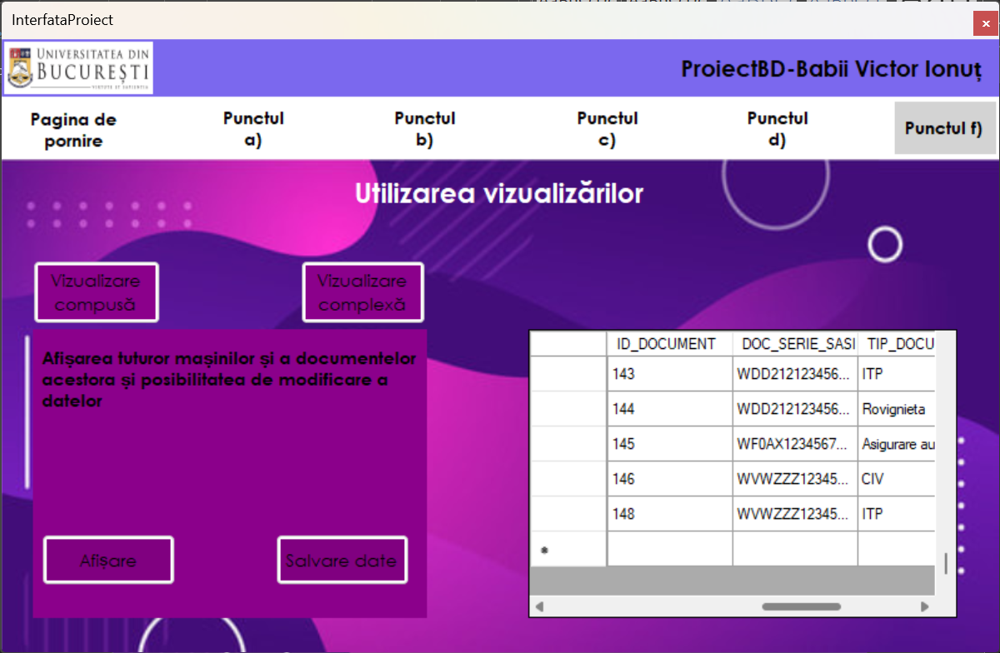 InterfataProiect
UNIVERSITATEA DIN
BUCUREȘTI
VIRTUTE ET SAPIENTIA
ProiectBD-Babii Victor Ionuț
Pagina de
pornire
Punctul
a)
Punctul
b)
Punctul
c)
Punctul
d)
Punctul f)
Utilizarea vizualizărilor
Vizualizare
compusă
Vizualizare
complexă
Afișarea tuturor mașinilor și a documentelor
acestora și posibilitatea de modificare a
datelor
Afișare
Salvare date
ID_DOCUMENT DOC_SERIE_SASI TIP_DOCU
143 WDD212123456... ITP
144 WDD212123456... Rovignieta
145 WF0AX1234567... Asigurare au
146 WVWZZZ12345... CIV
148 WVWZZZ12345... ITP